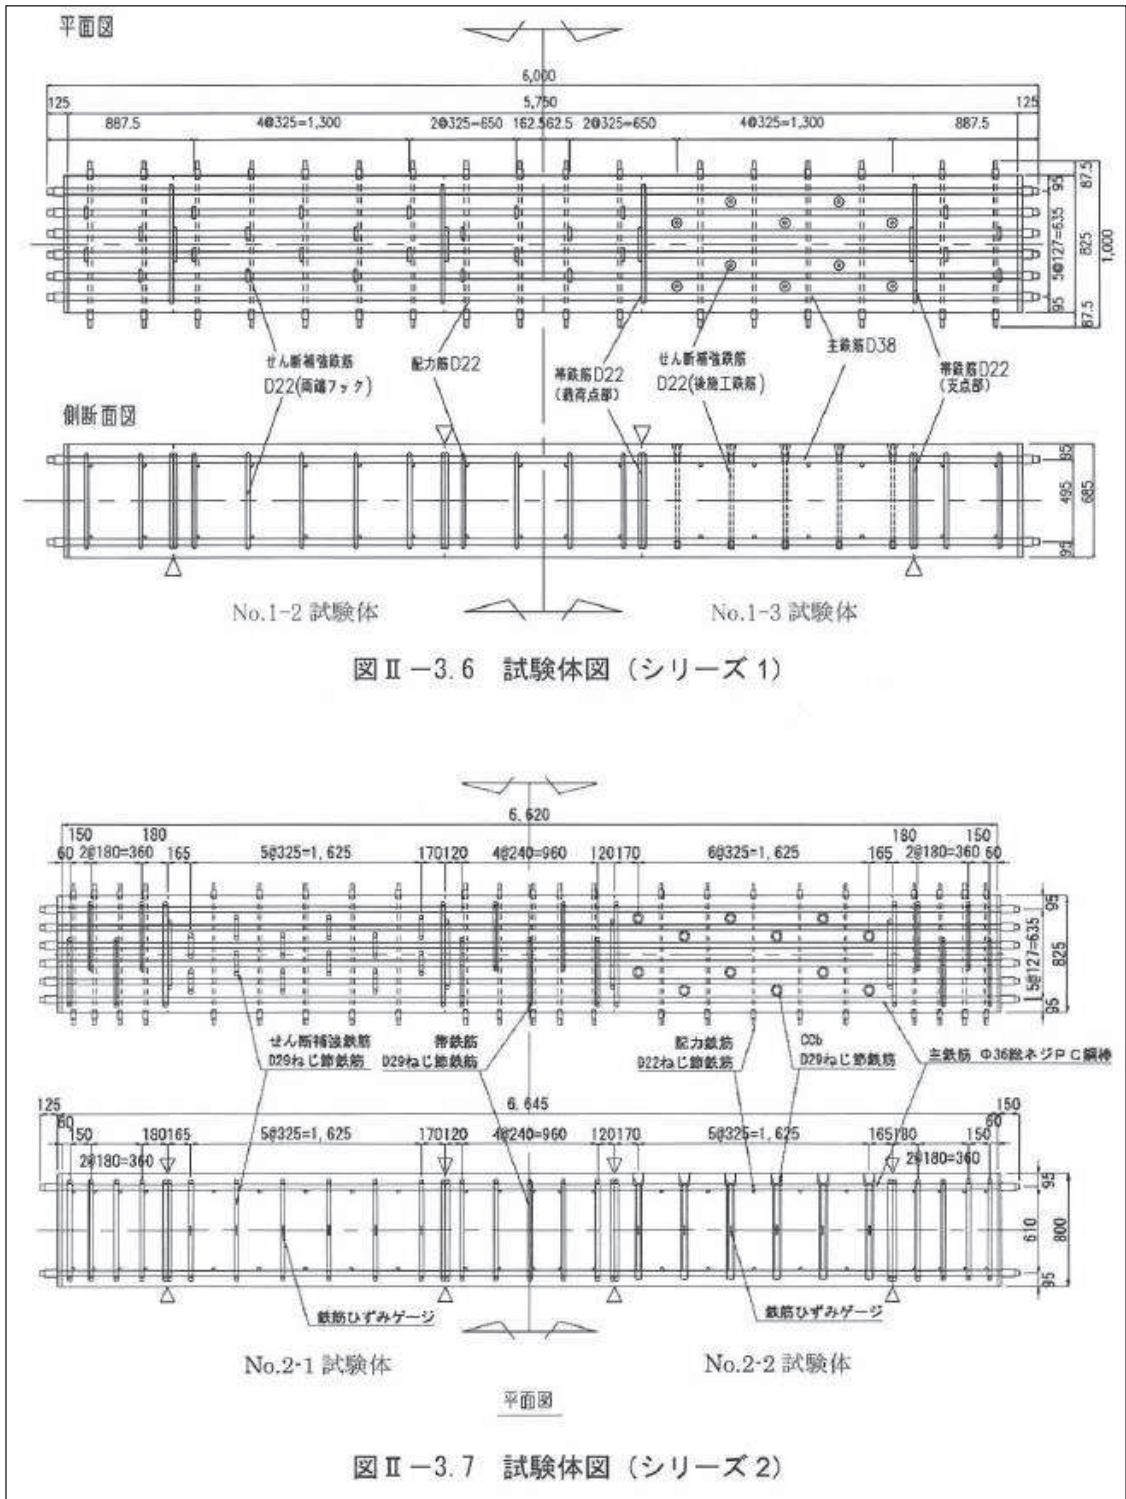 平面図
6,000
125 5,750 125
887.5 4@325=1,300 2@325=650 162.5 62.5 2@325=650 4@325=1,300 887.5
95 5@127=635 95
87.5 825 87.5
1,000
せん断補強鉄筋
D22(両端フック)
配力筋D22
帯鉄筋D22
(載荷点部)
せん断補強鉄筋
D22(後施工鉄筋)
主鉄筋D38
帯鉄筋D22
(支点部)
側断面図
95 495 95
685
No.1-2 試験体
No.1-3 試験体
図Ⅱ-3.6 試験体図(シリーズ1)
6,620
150 180 180 150
60 2@180=360 165 5@325=1,625 170120 4@240=960 120170 6@325=1,625 165 2@180=360 60
95 5@127=635 95
825
せん断補強鉄筋
D29ねじ節鉄筋
帯鉄筋
D29ねじ節鉄筋
配力鉄筋
D22ねじ節鉄筋
CCb
D29ねじ節鉄筋
主鉄筋 Φ36総ネジPC鋼棒
125 6.645 150
60 60
150 180165 5@325=1,625 170120 4@240=960 120170 5@325=1,625 165180 150
2@180=360 2@180=360
95 610 95
800
鉄筋ひずみゲージ
鉄筋ひずみゲージ
No.2-1 試験体
No.2-2 試験体
平面図
図Ⅱ-3.7 試験体図(シリーズ2)